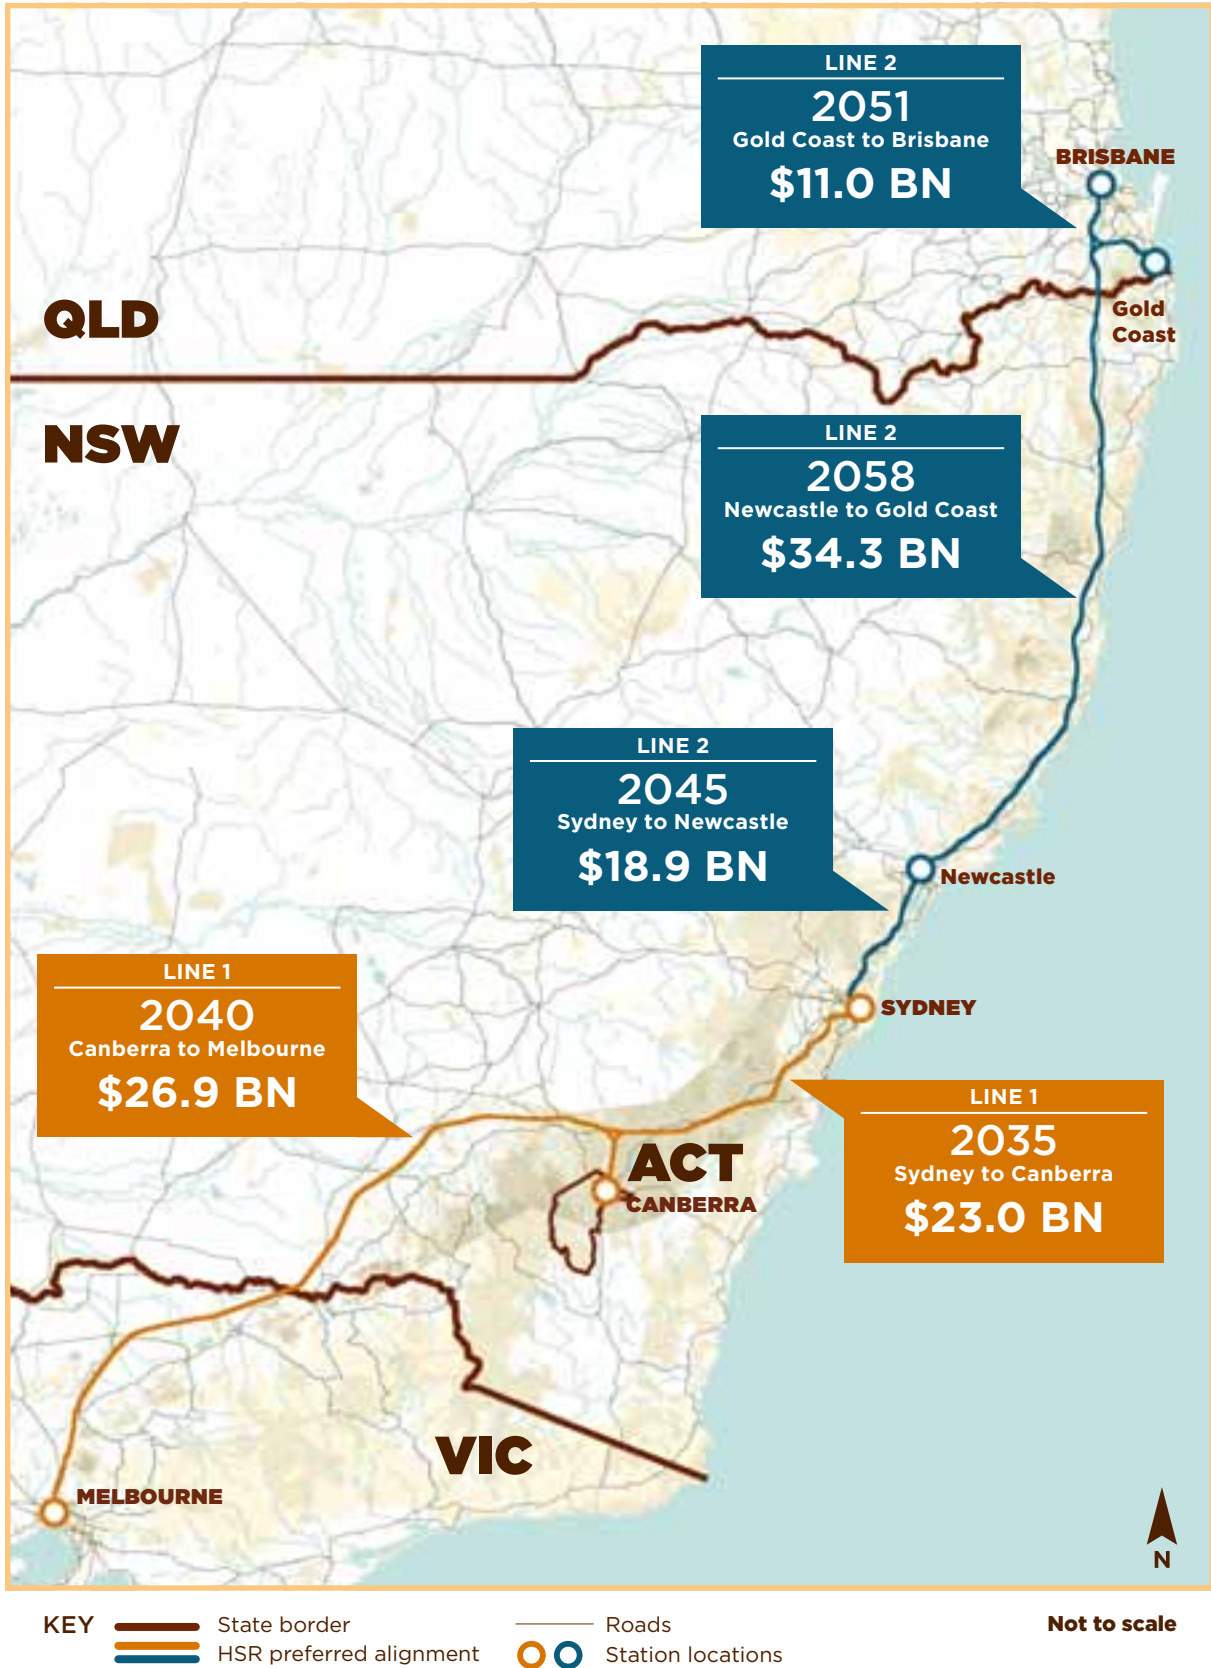 LINE 2
2051
Gold Coast to Brisbane
$11.0 BN
BRISBANE
Gold
Coast
QLD
NSW
LINE 2
2058
Newcastle to Gold Coast
$34.3 BN
LINE 2
2045
Sydney to Newcastle
$18.9 BN
Newcastle
LINE 1
2040
Canberra to Melbourne
$26.9 BN
SYDNEY
LINE 1
2035
Sydney to Canberra
$23.0 BN
ACT
CANBERRA
VIC
MELBOURNE
N
KEY
State border
HSR preferred alignment
Roads
Station locations
Not to scale